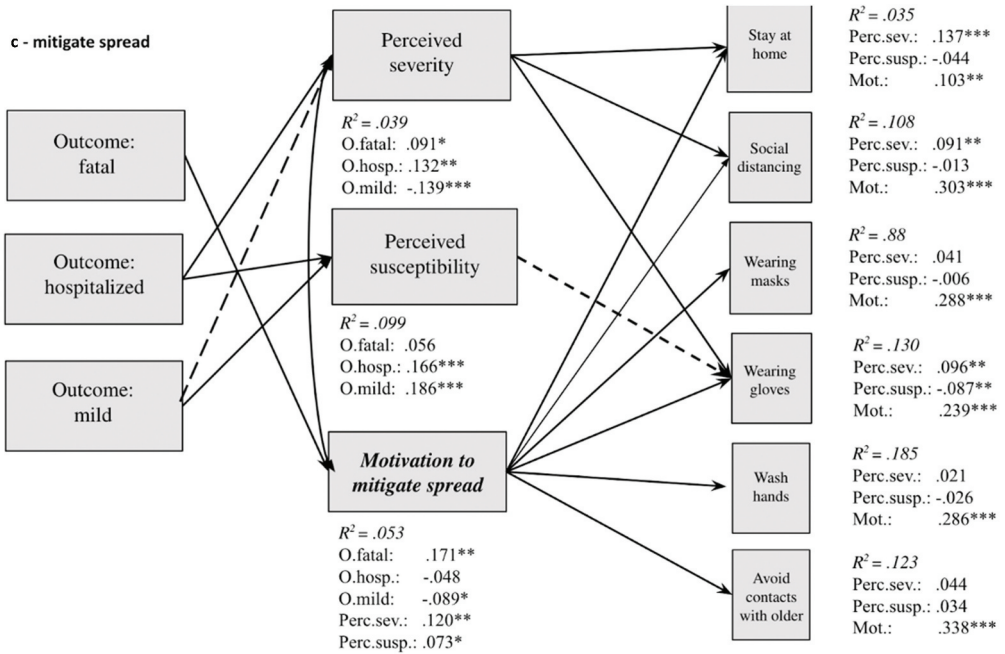 c - mitigate spread
Outcome:
fatal
Outcome:
hospitalized
Outcome:
mild
Perceived
severity
R² = .039
O.fatal: .091*
O.hosp.: .132**
O.mild: -.139***
Perceived
susceptibility
R² = .099
O.fatal: .056
O.hosp.: .166***
O.mild: .186***
Motivation to
mitigate spread
R² = .053
O.fatal: .171**
O.hosp.: -.048
O.mild: -.089*
Perc.sev.: .120**
Perc.susp.: .073*
Stay at
home
R² = .035
Perc.sev.: .137***
Perc.susp.: -.044
Mot.: .103**
Social
distancing
R² = .108
Perc.sev.: .091**
Perc.susp.: -.013
Mot.: .303***
Wearing
masks
R² = .88
Perc.sev.: .041
Perc.susp.: -.006
Mot.: .288***
Wearing
gloves
R² = .130
Perc.sev.: .096**
Perc.susp.: -.087**
Mot.: .239***
Wash
hands
R² = .185
Perc.sev.: .021
Perc.susp.: -.026
Mot.: .286***
Avoid
contacts
with older
R² = .123
Perc.sev.: .044
Perc.susp.: .034
Mot.: .338***